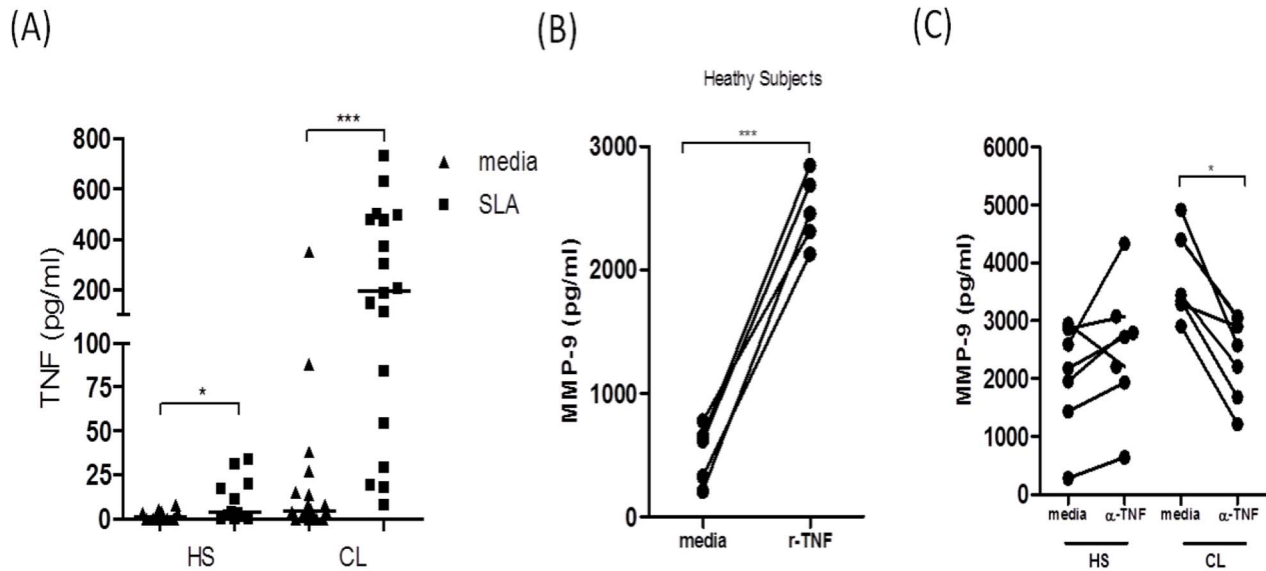 (A)
(B)
(C)
Heathy Subjects
***
***
*
*
media
SLA
800
600
400
200
100
75
50
25
0
TNF (pg/ml)
HS
CL
3000
2000
1000
0
MMP-9 (pg/ml)
media
r-TNF
6000
5000
4000
3000
2000
1000
0
MMP-9 (pg/ml)
media α-TNF media α-TNF
HS
CL